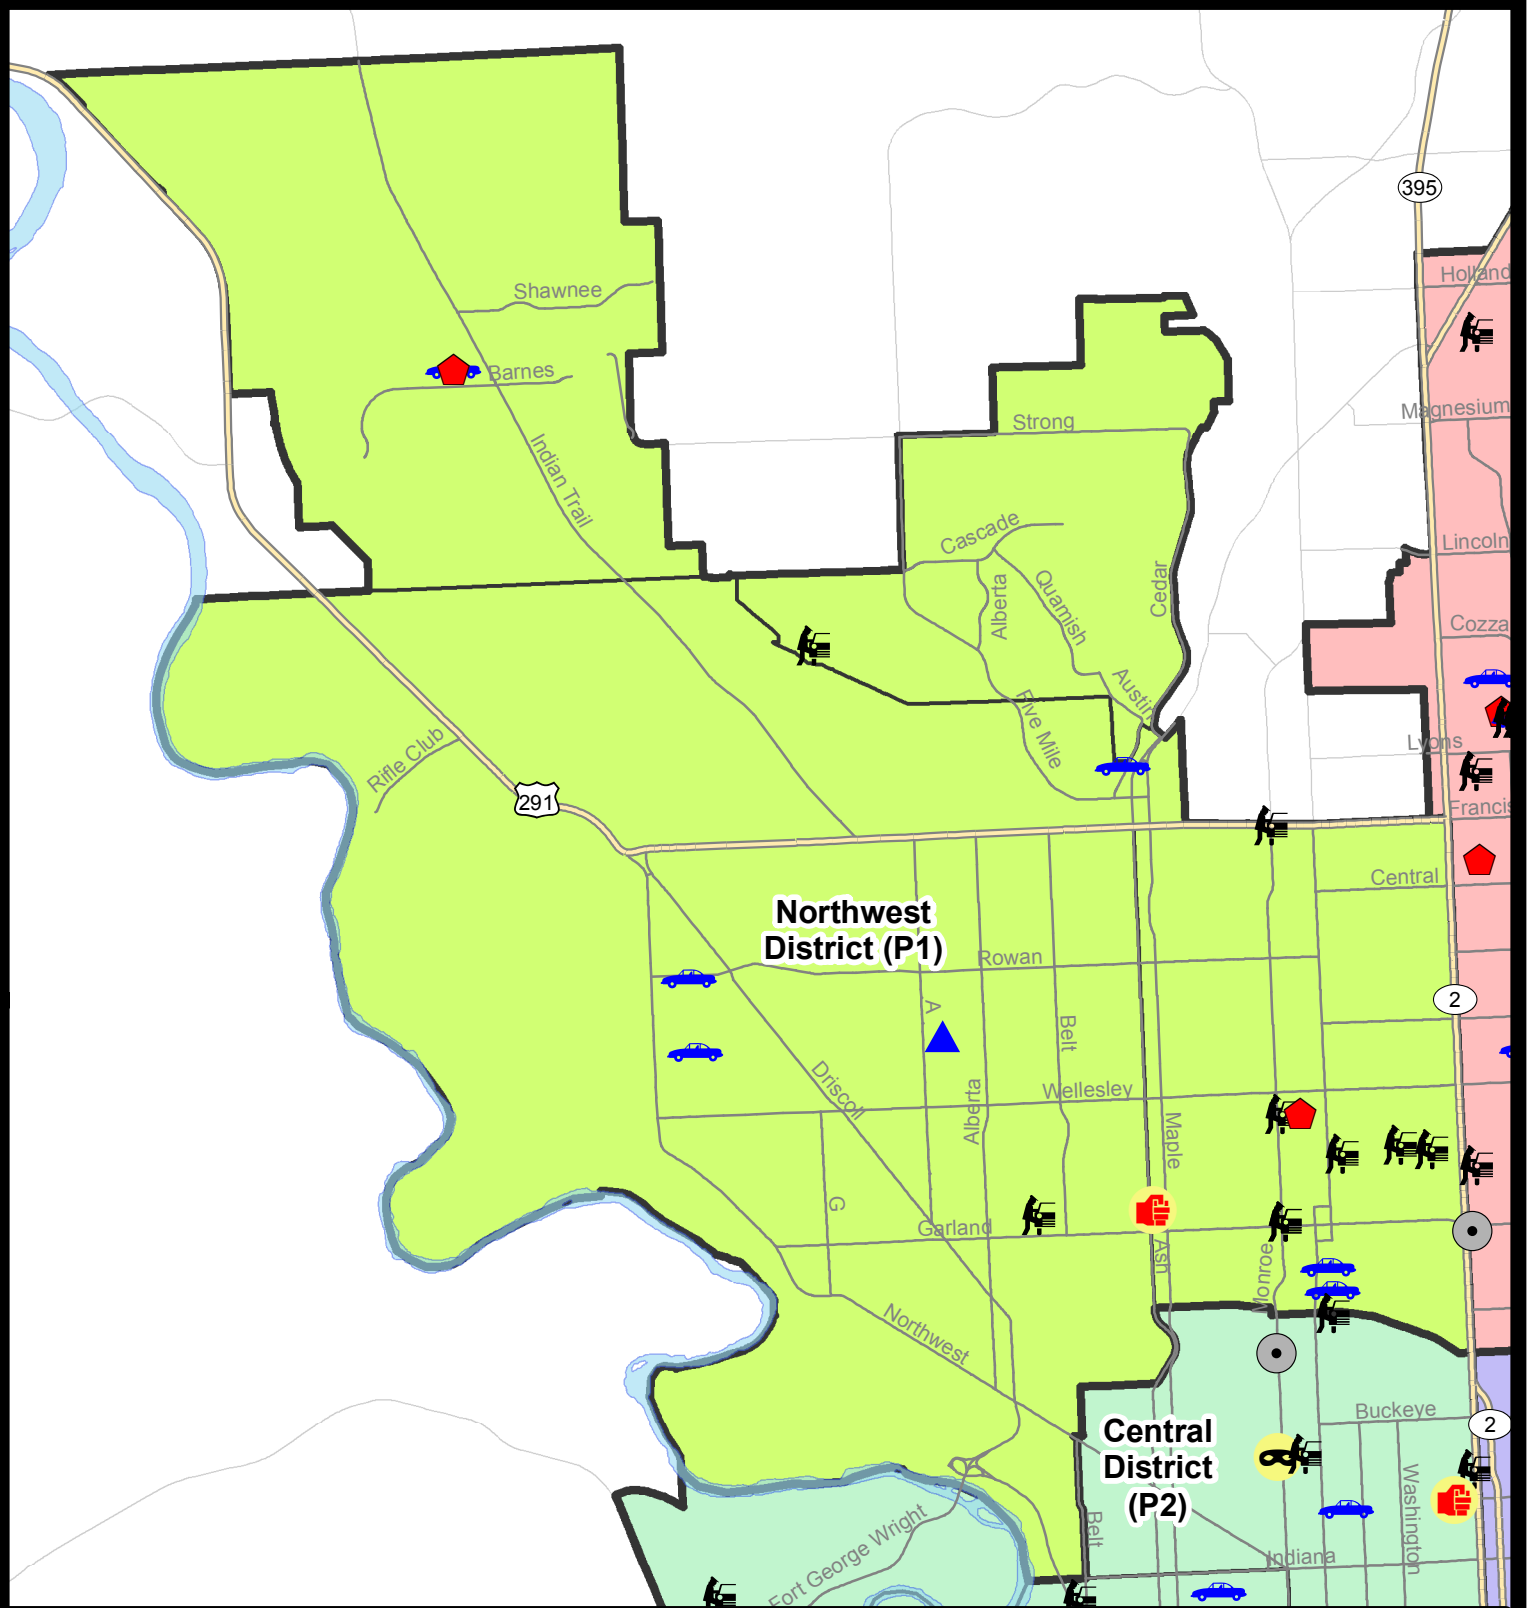 395
Holland
Shawnee
Barnes
Magnesium
Strong
Indian Trail
Cascade
Lincoln
Alberta
Quamish
Cedar
Cozza
Austin
Five Mile
Rifle Club
Lyons
291
Francis
Central
Northwest
District (P1)
Rowan
2
A
Belt
Driscoll
Wellesley
Alberta
Maple
G
Garland
Ash
Monroe
Northwest
Buckeye
Central
District
(P2)
2
Washington
Belt
Fort George Wright
Indiana